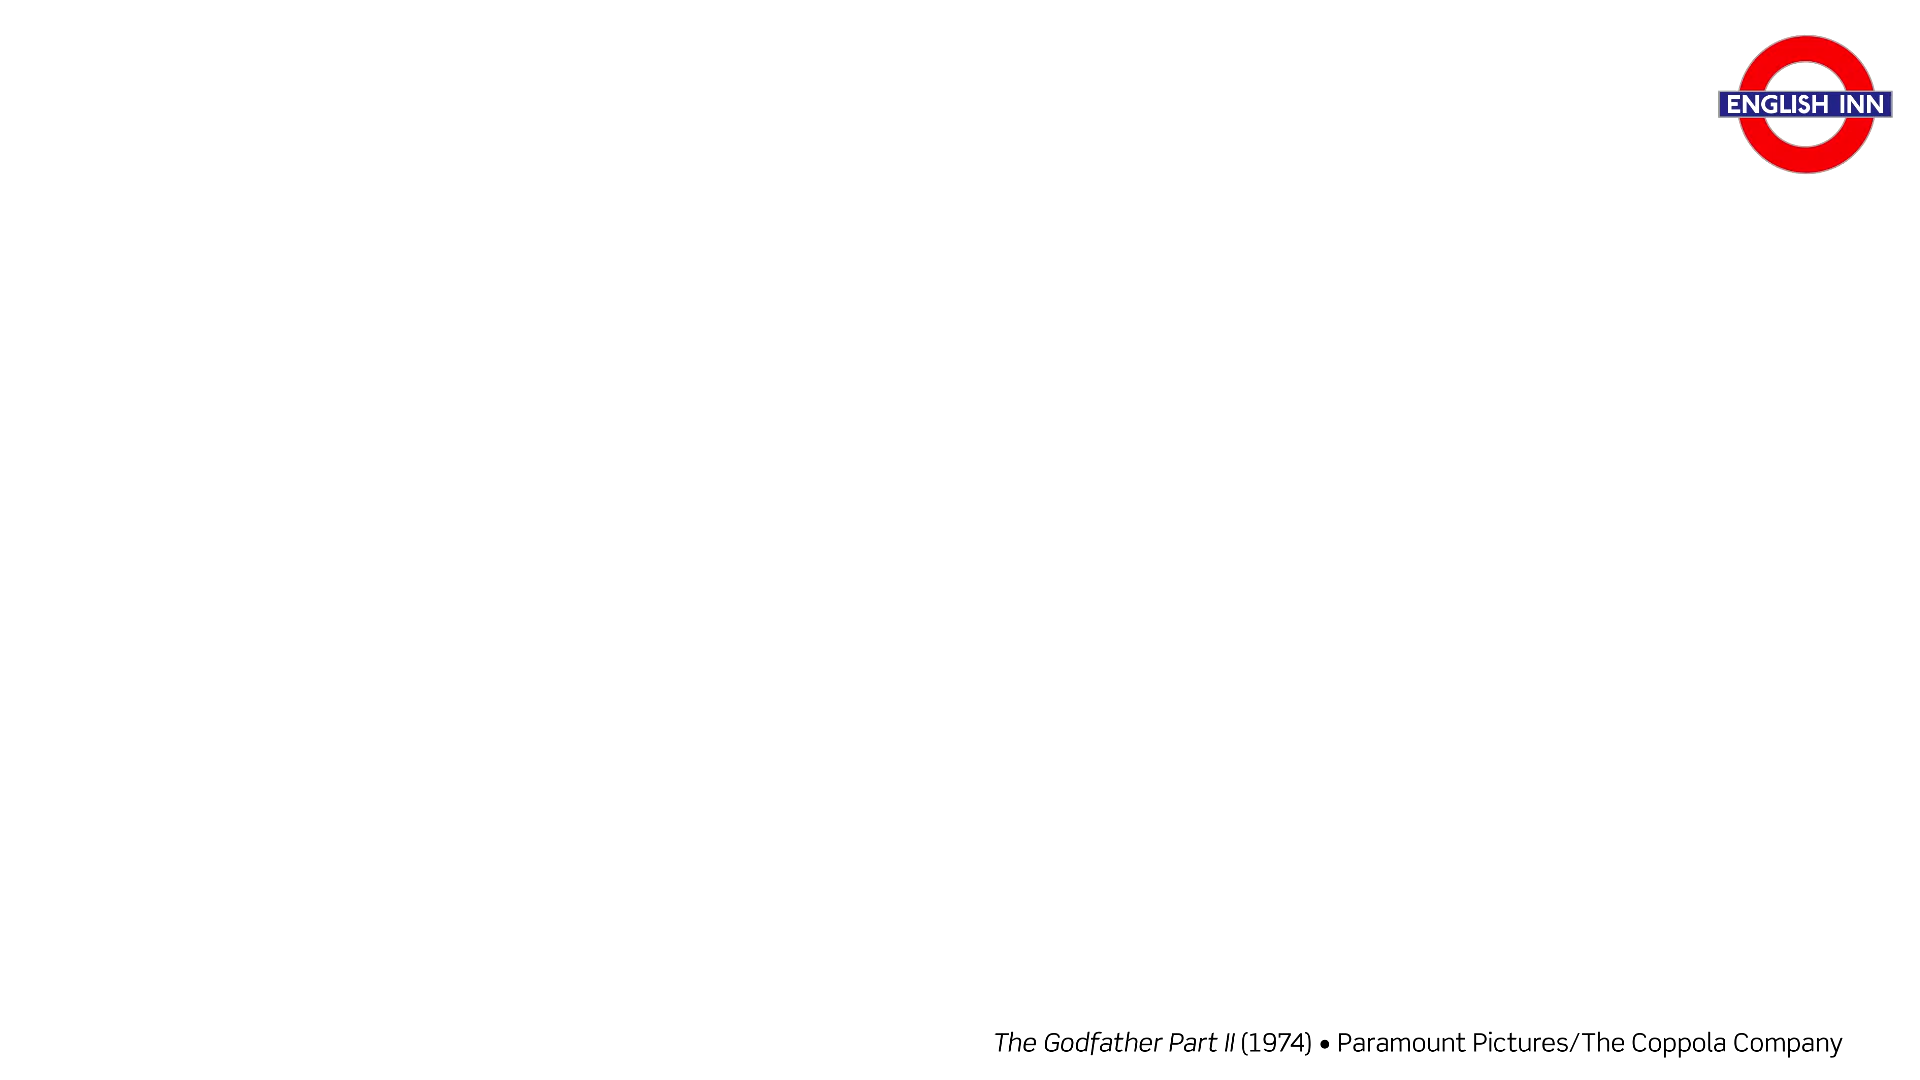 ENGLISH INN
The Godfather Part II (1974) • Paramount Pictures/The Coppola Company